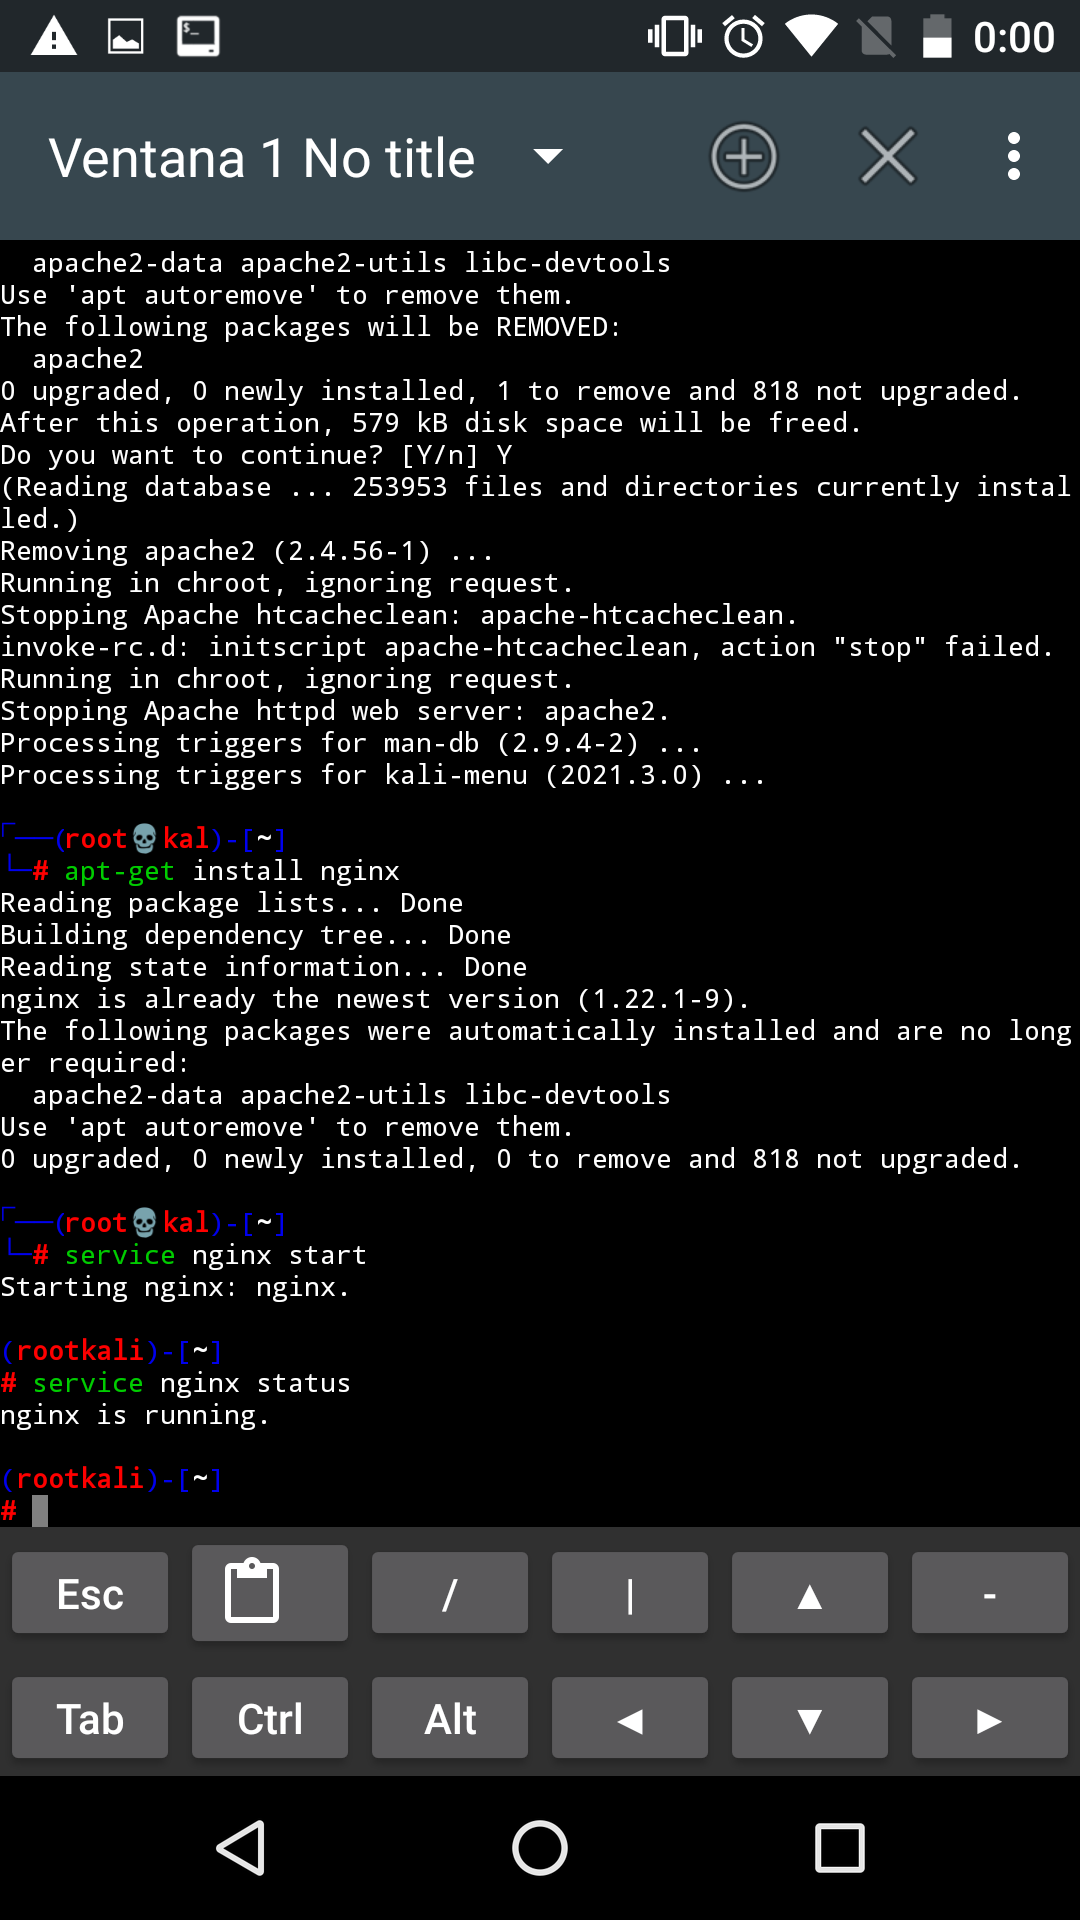 0:00
Ventana 1 No title
apache2-data apache2-utils libc-devtools
Use 'apt autoremove' to remove them.
The following packages will be REMOVED:
apache2
0 upgraded, 0 newly installed, 1 to remove and 818 not upgraded.
After this operation, 579 kB disk space will be freed.
Do you want to continue? [Y/n] Y
(Reading database ... 253953 files and directories currently instal
led.)
Removing apache2 (2.4.56-1) ...
Running in chroot, ignoring request.
Stopping Apache htcacheclean: apache-htcacheclean.
invoke-rc.d: initscript apache-htcacheclean, action "stop" failed.
Running in chroot, ignoring request.
Stopping Apache httpd web server: apache2.
Processing triggers for man-db (2.9.4-2) ...
Processing triggers for kali-menu (2021.3.0) ...
┌──(root💀kal)-[~]
└─# apt-get install nginx
Reading package lists... Done
Building dependency tree... Done
Reading state information... Done
nginx is already the newest version (1.22.1-9).
The following packages were automatically installed and are no long
er required:
apache2-data apache2-utils libc-devtools
Use 'apt autoremove' to remove them.
0 upgraded, 0 newly installed, 0 to remove and 818 not upgraded.
┌──(root💀kal)-[~]
└─# service nginx start
Starting nginx: nginx.
(rootkali)-[~]
# service nginx status
nginx is running.
(rootkali)-[~]
#
Esc / | ▲ -
Tab Ctrl Alt ◀ ▼ ▶